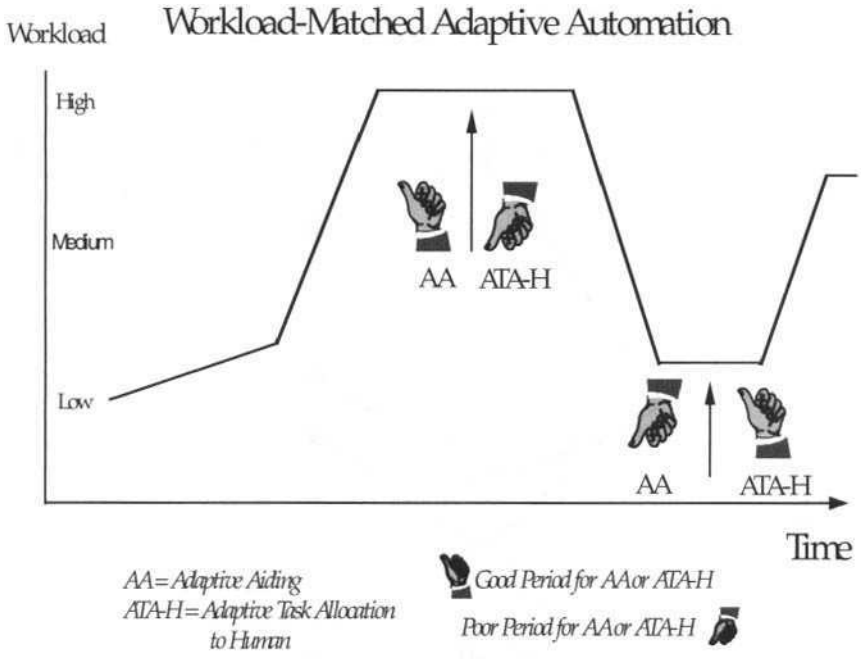 Workload-Matched Adaptive Automation
Workload
High
Medium
Low
AA ATA-H
AA ATA-H
Time
AA = Adaptive Aiding
ATA-H = Adaptive Task Allocation
to Human
Good Period for AA or ATA-H
Poor Period for AA or ATA-H